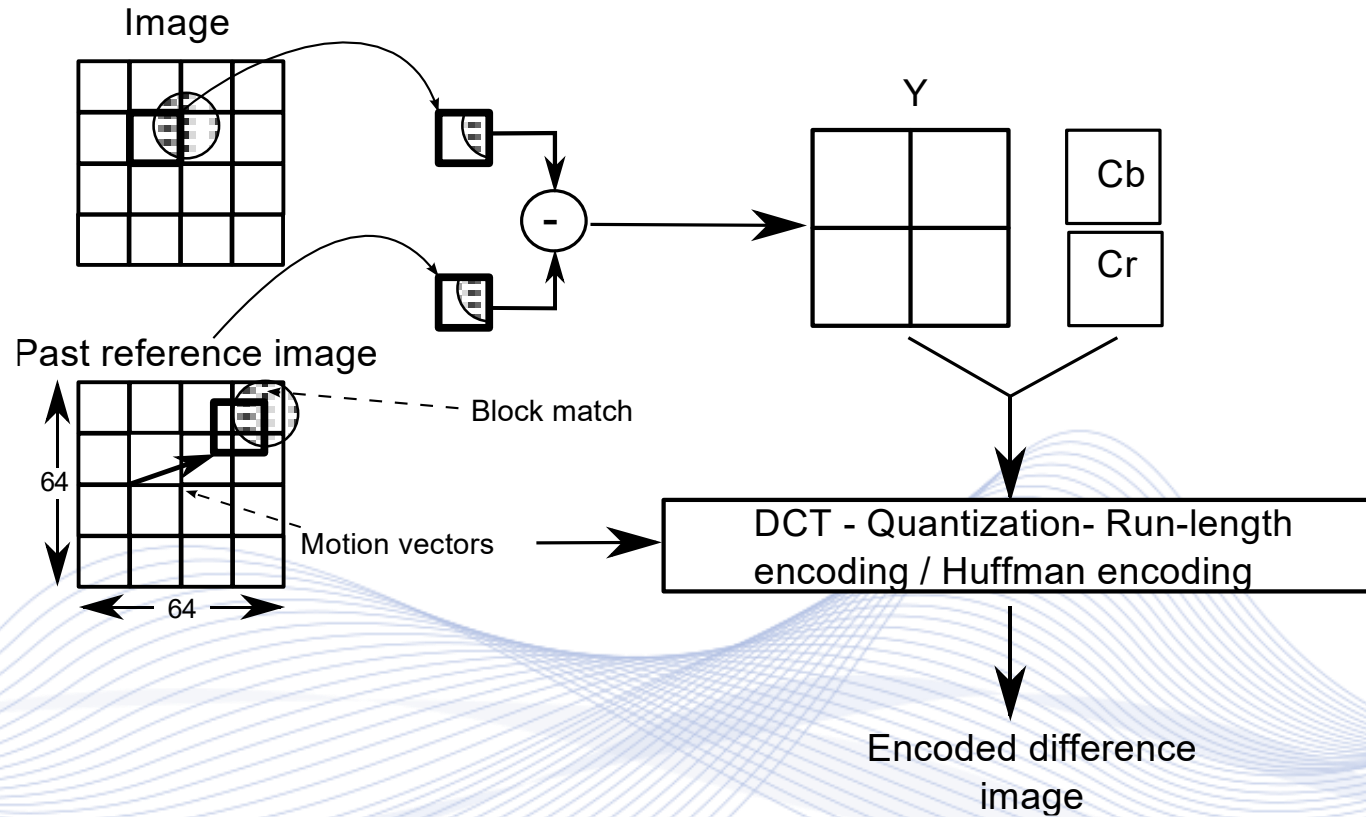 Image
Y
Cb
-
Cr
Past reference image
Block match
64
Motion vectors
DCT - Quantization- Run-length
encoding / Huffman encoding
64
Encoded difference
image